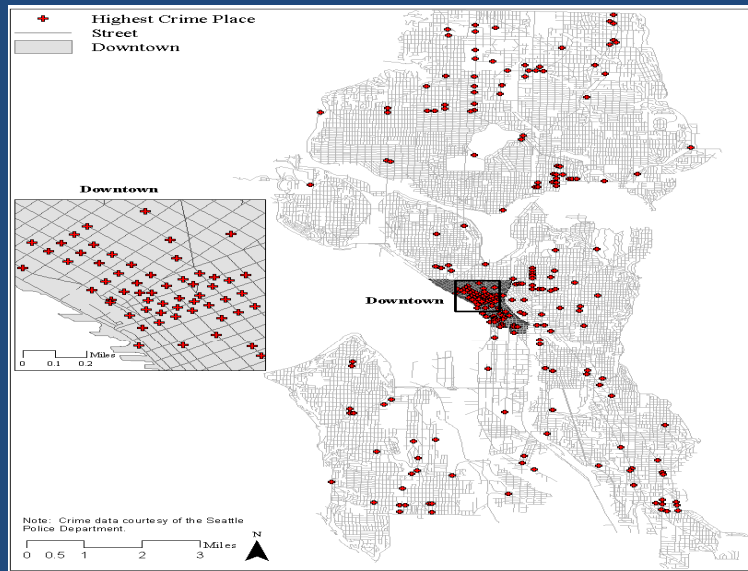 Highest Crime Place
Street
Downtown
Downtown
Miles
0 0.1 0.2
Downtown
Note: Crime data courtesy of the Seattle
Police Department.
N
Miles
0 0.5 1 2 3